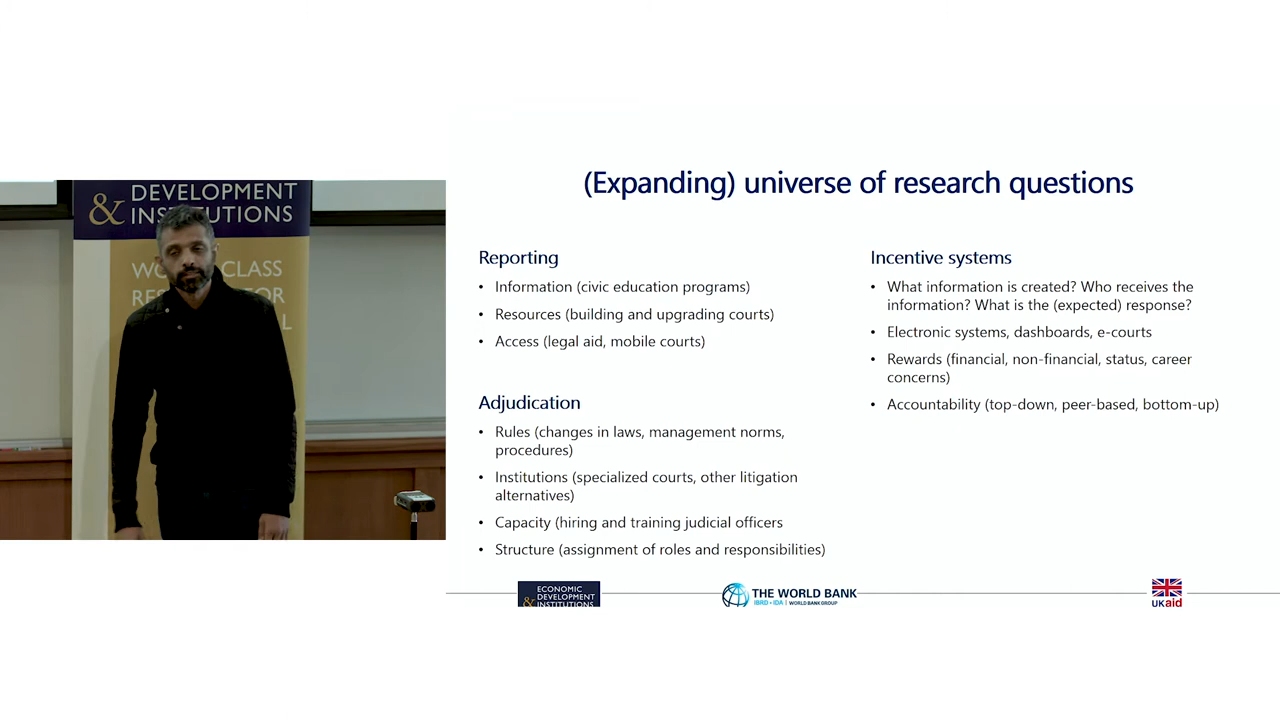 DEVELOPMENT
& INSTITUTIONS
CLASS
FOR
(Expanding) universe of research questions
Reporting
• Information (civic education programs)
• Resources (building and upgrading courts)
• Access (legal aid, mobile courts)
Adjudication
• Rules (changes in laws, management norms,
procedures)
• Institutions (specialized courts, other litigation
alternatives)
• Capacity (hiring and training judicial officers
• Structure (assignment of roles and responsibilities)
Incentive systems
• What information is created? Who receives the
information? What is the (expected) response?
• Electronic systems, dashboards, e-courts
• Rewards (financial, non-financial, status, career
concerns)
• Accountability (top-down, peer-based, bottom-up)
ECONOMIC
DEVELOPMENT
& INSTITUTIONS
THE WORLD BANK
IBRD • IDA | WORLD BANK GROUP
UKaid